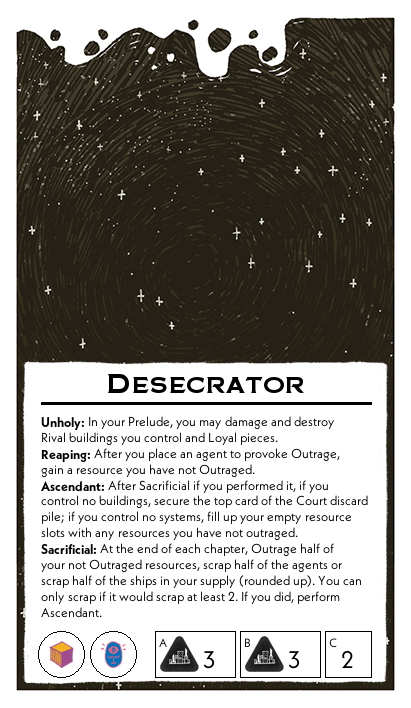 DESECRATOR
Unholy: In your Prelude, you may damage and destroy
Rival buildings you control and Loyal pieces.
Reaping: After you place an agent to provoke Outrage,
gain a resource you have not Outraged.
Ascendant: After Sacrificial if you performed it, if you
control no buildings, secure the top card of the Court discard
pile; if you control no systems, fill up your empty resource
slots with any resources you have not outraged.
Sacrificial: At the end of each chapter, Outrage half of
your not Outraged resources, scrap half of the agents or
scrap half of the ships in your supply (rounded up). You can
only scrap if it would scrap at least 2. If you did, perform
Ascendant.
A 3 B 3 C 2